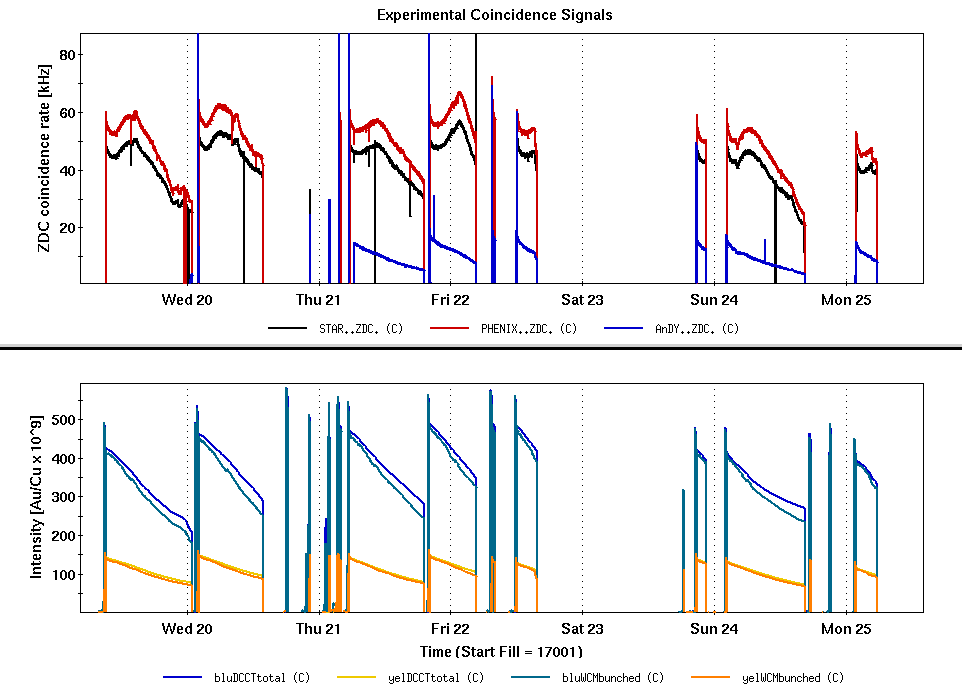 Experimental Coincidence Signals
ZDC coincidence rate [kHz]
80
60
40
20
Wed 20 Thu 21 Fri 22 Sat 23 Sun 24 Mon 25
STAR..ZDC. (C) PHENIX..ZDC. (C) AnDY..ZDC. (C)
Intensity [Au/Cu x 10^9]
500
400
300
200
100
Wed 20 Thu 21 Fri 22 Sat 23 Sun 24 Mon 25
Time (Start Fill = 17001)
bluDCCTtotal (C) yelDCCTtotal (C) bluWCMbunched (C) yelWCMbunched (C)